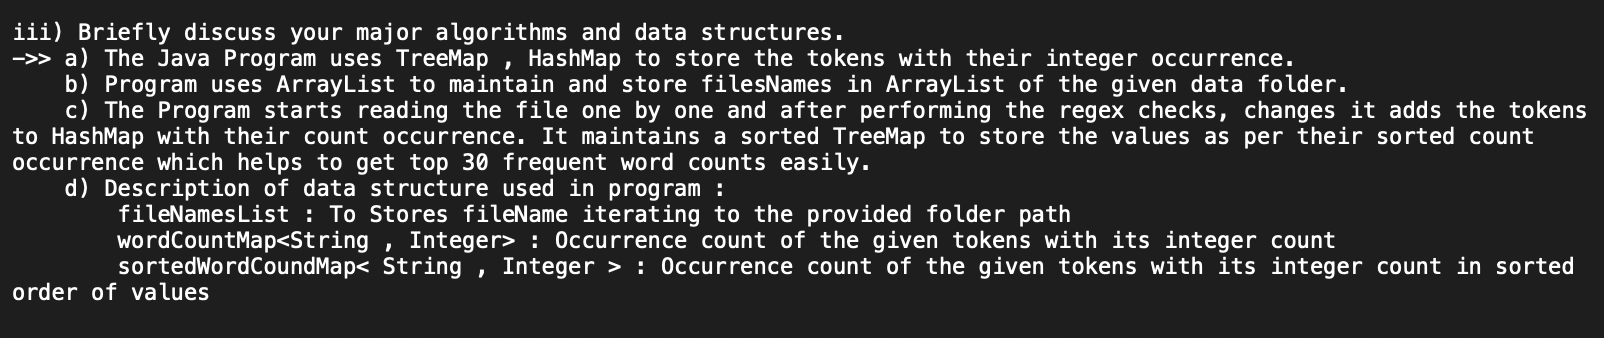 iii) Briefly discuss your major algorithms and data structures.
->> a) The Java Program uses TreeMap , HashMap to store the tokens with their integer occurrence.
    b) Program uses ArrayList to maintain and store filesNames in ArrayList of the given data folder.
    c) The Program starts reading the file one by one and after performing the regex checks, changes it adds the tokens
to HashMap with their count occurrence. It maintains a sorted TreeMap to store the values as per their sorted count
occurrence which helps to get top 30 frequent word counts easily.
    d) Description of data structure used in program :
        fileNamesList : To Stores fileName iterating to the provided folder path
        wordCountMap<String , Integer> : Occurrence count of the given tokens with its integer count
        sortedWordCoundMap< String , Integer > : Occurrence count of the given tokens with its integer count in sorted
order of values